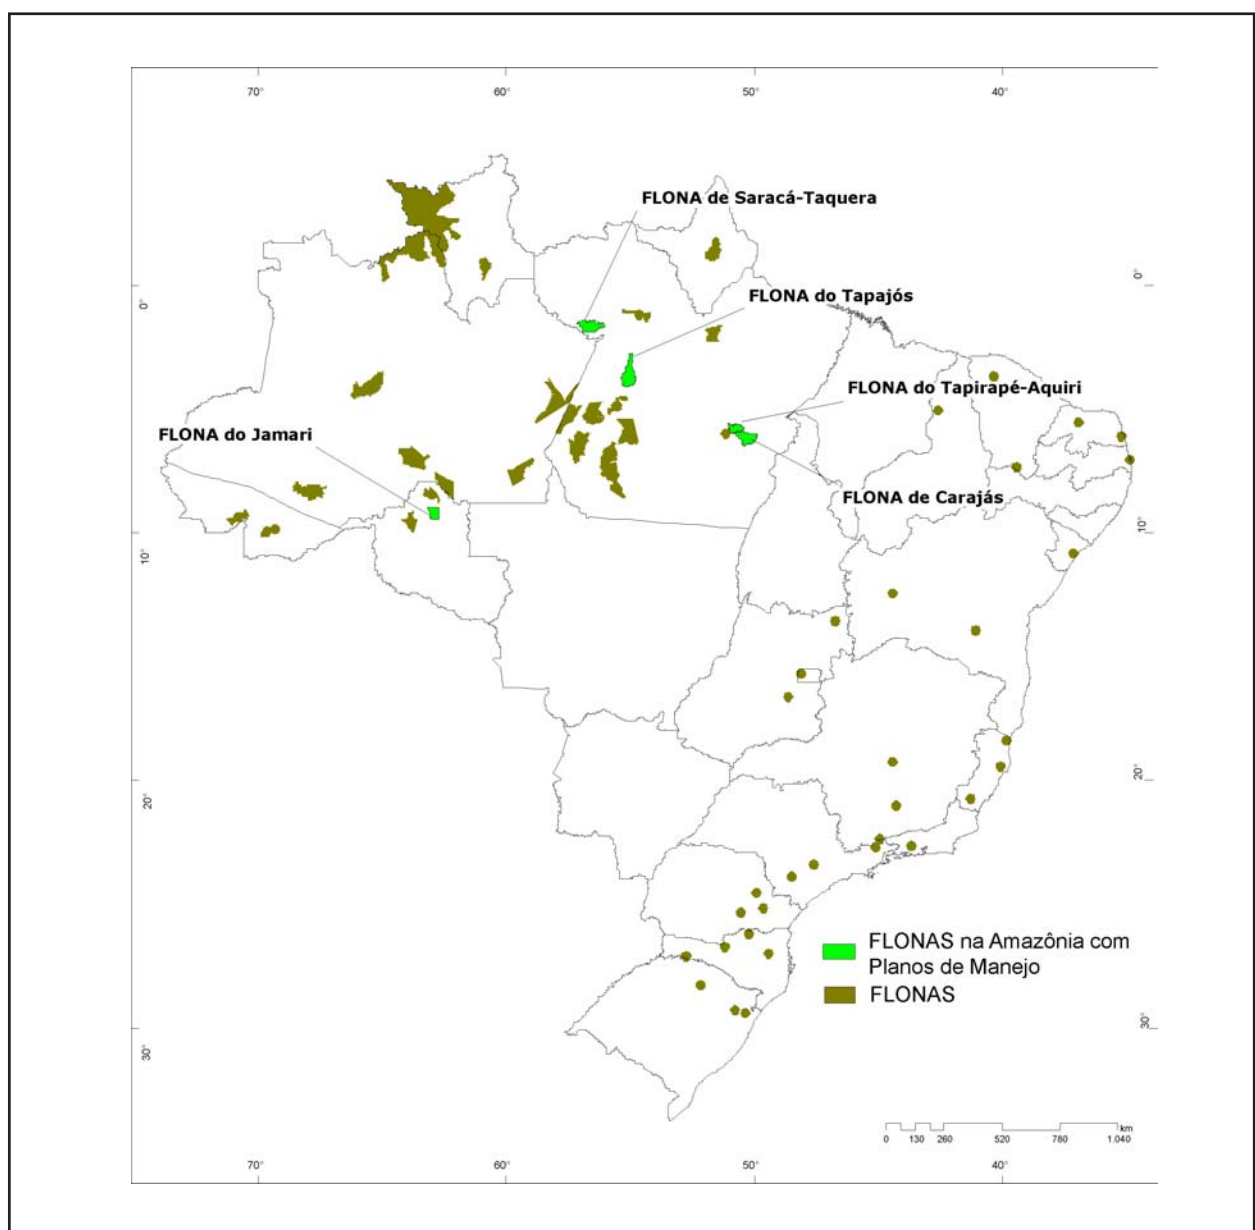 70° 60° 50° 40°
FLONA de Saracá-Taquera
0° 0°
FLONA do Tapajós
FLONA do Tapirapé-Aquiri
FLONA do Jamari
FLONA de Carajás
10° 10°
20° 20°
FLONAS na Amazônia com
Planos de Manejo
FLONAS
30° 30°
km
0 130 260 520 780 1.040
70° 60° 50° 40°